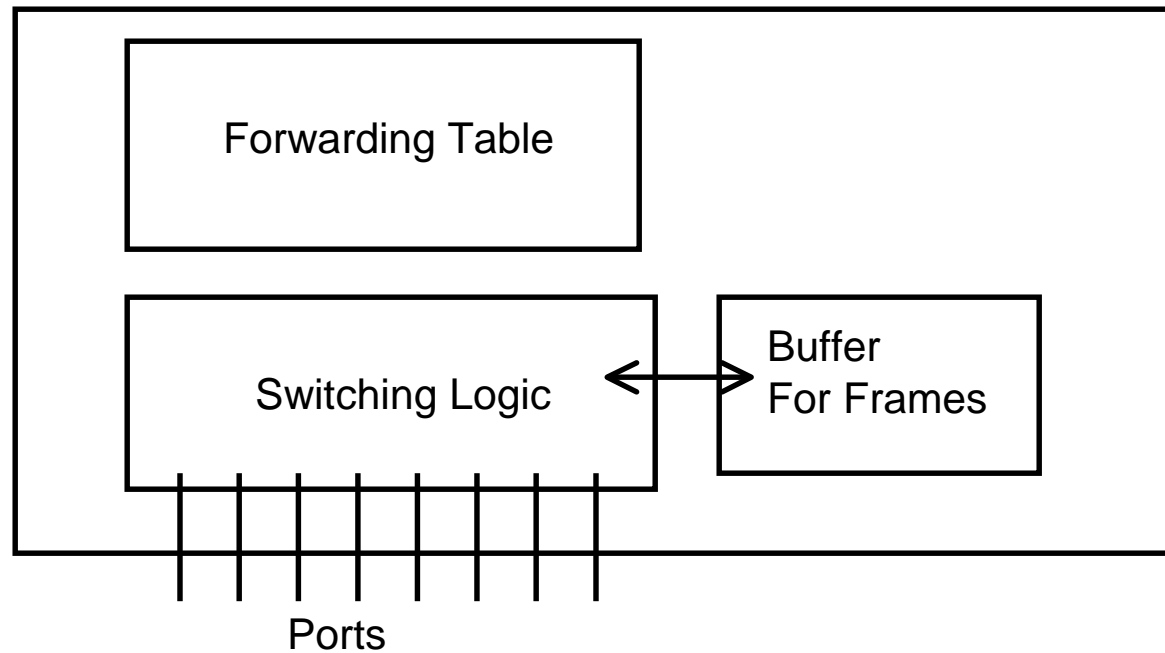 Forwarding Table
Switching Logic
Buffer
For Frames
Ports